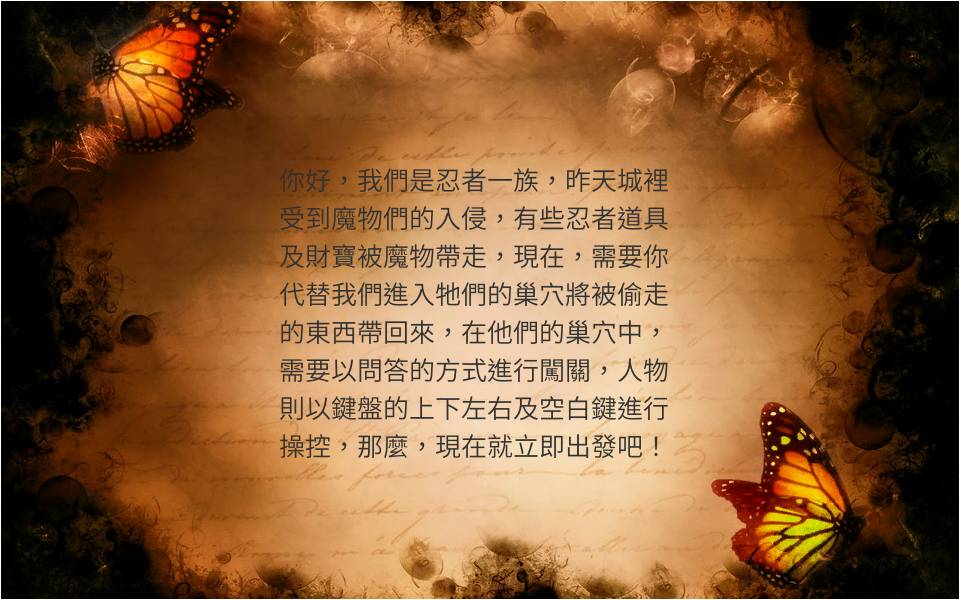 你好，我們是忍者一族，昨天城裡
受到魔物們的入侵，有些忍者道具
及財寶被魔物帶走，現在，需要你
代替我們進入牠們的巢穴將被偷走
的東西帶回來，在他們的巢穴中，
需要以問答的方式進行闖關，人物
則以鍵盤的上下左右及空白鍵進行
操控，那麼，現在就立即出發吧！